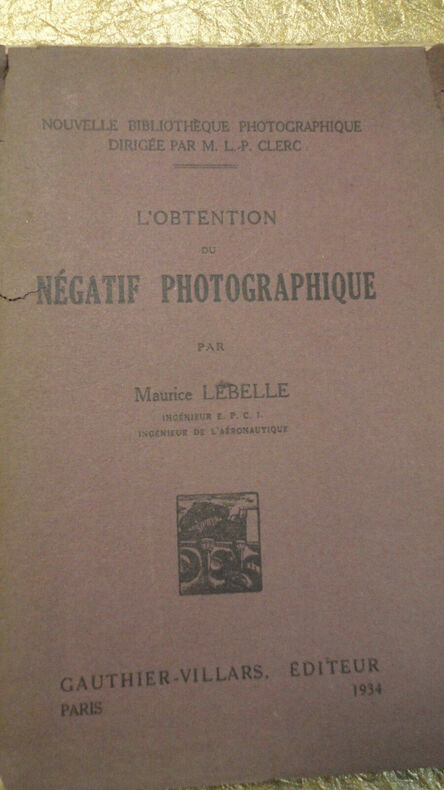 NOUVELLE BIBLIOTHÈQUE PHOTOGRAPHIQUE
DIRIGÉE PAR M. L.-P. CLERC
L'OBTENTION
DU
NÉGATIF PHOTOGRAPHIQUE
PAR
Maurice LEBELLE
INGÉNIEUR E. P. C. I.
INGÉNIEUR DE L'AÉRONAUTIQUE
GAUTHIER-VILLARS, ÉDITEUR
PARIS 1934